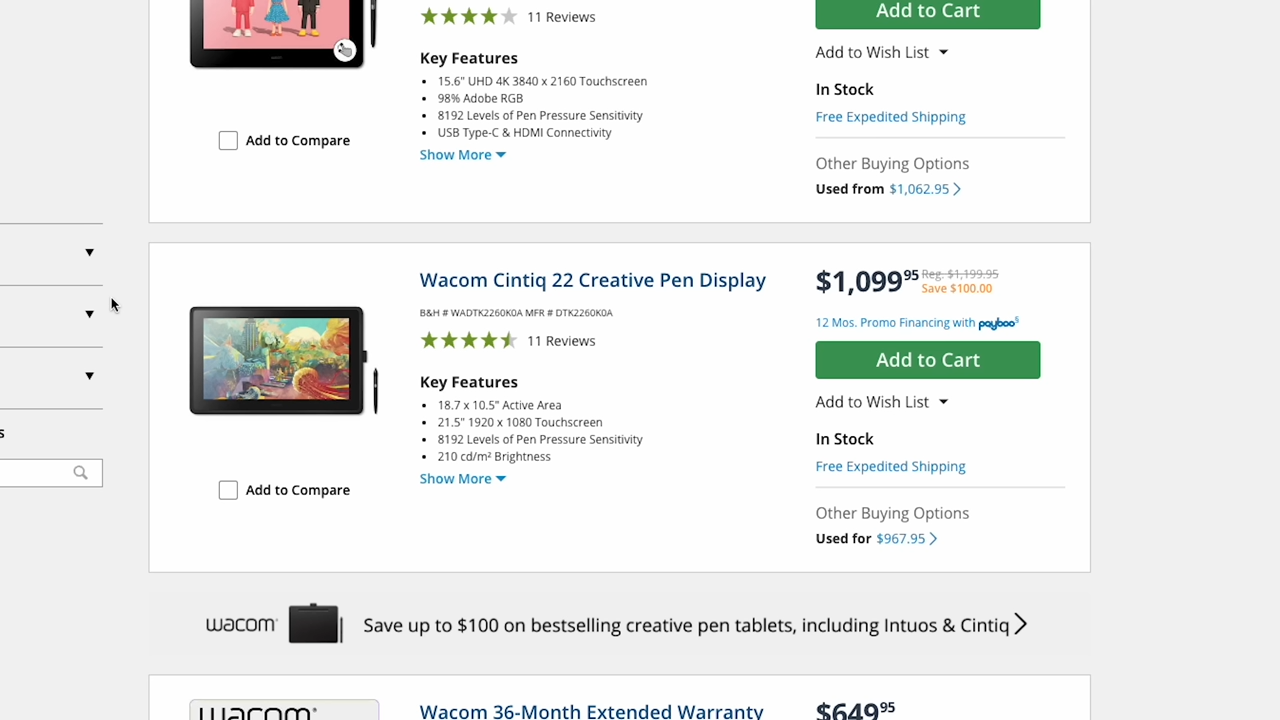 11 Reviews
Key Features
15.6" UHD 4K 3840 x 2160 Touchscreen
98% Adobe RGB
8192 Levels of Pen Pressure Sensitivity
USB Type-C & HDMI Connectivity
Show More
Add to Compare
Add to Cart
Add to Wish List
In Stock
Free Expedited Shipping
Other Buying Options
Used from $1,062.95
s
Wacom Cintiq 22 Creative Pen Display
B&H # WADTK2260K0A MFR # DTK2260K0A
11 Reviews
Key Features
18.7 x 10.5" Active Area
21.5" 1920 x 1080 Touchscreen
8192 Levels of Pen Pressure Sensitivity
210 cd/m² Brightness
Show More
Add to Compare
$1,099.95 Reg. $1,199.95
Save $100.00
12 Mos. Promo Financing with payboo§
Add to Cart
Add to Wish List
In Stock
Free Expedited Shipping
Other Buying Options
Used for $967.95
wacom Save up to $100 on bestselling creative pen tablets, including Intuos & Cintiq
wacom
Wacom 36-Month Extended Warranty
$649.95